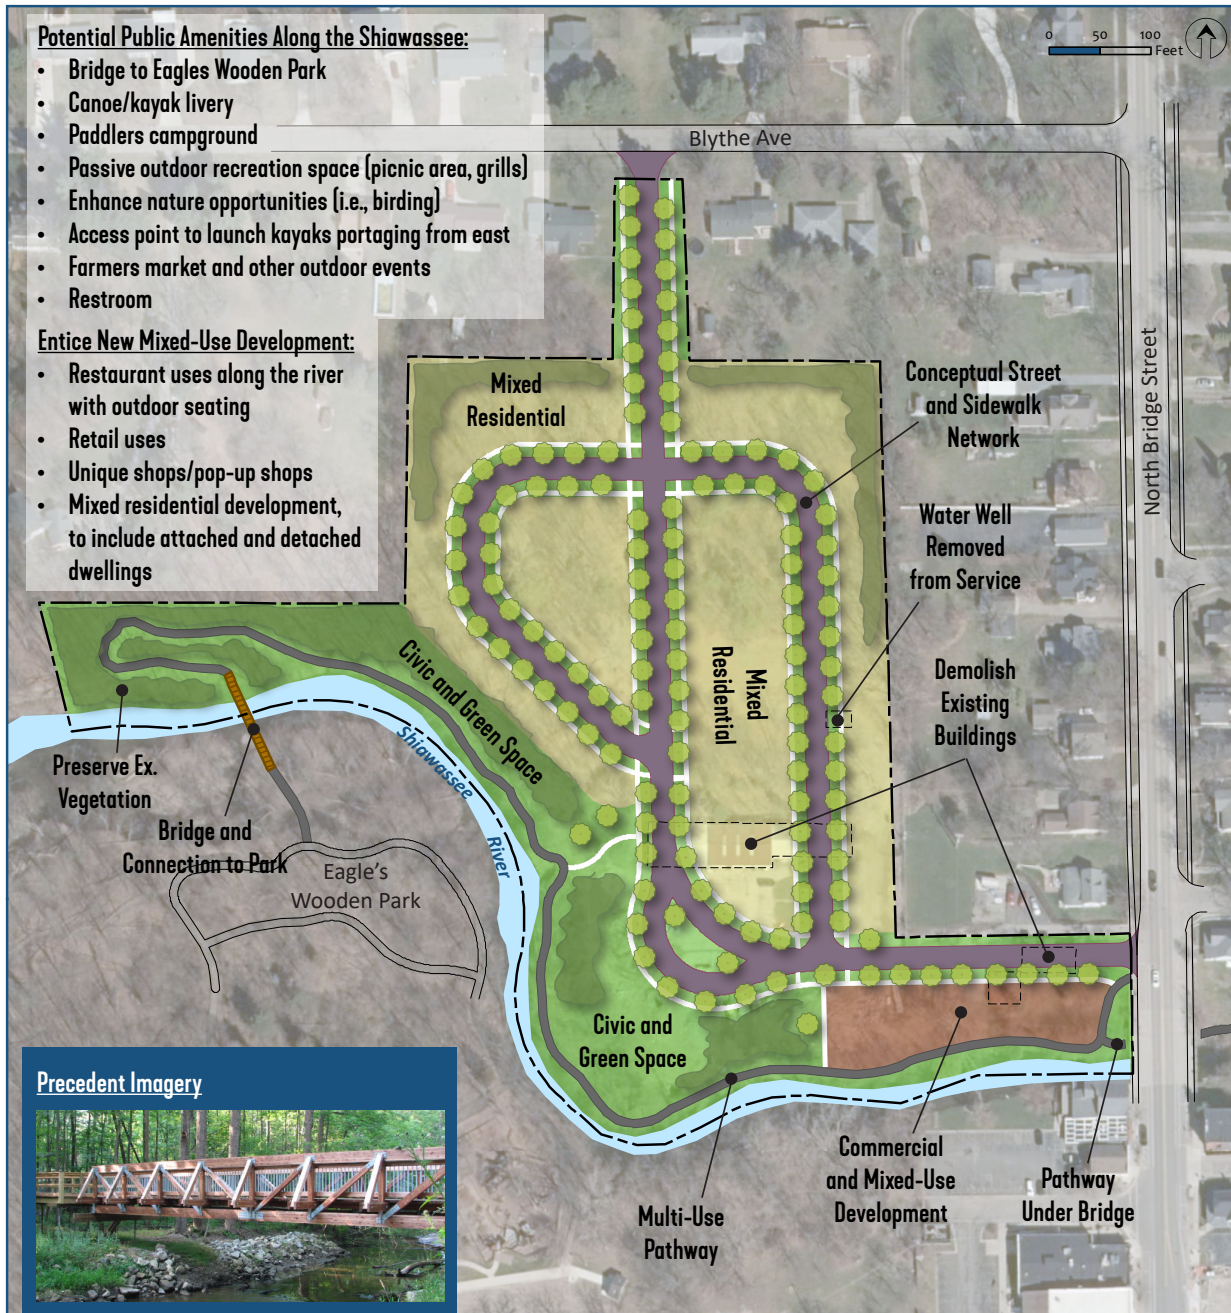 Potential Public Amenities Along the Shiawassee:
• Bridge to Eagles Wooden Park
• Canoe/kayak livery
• Paddlers campground
• Passive outdoor recreation space (picnic area, grills)
• Enhance nature opportunities (i.e., birding)
• Access point to launch kayaks portaging from east
• Farmers market and other outdoor events
• Restroom
Entice New Mixed-Use Development:
• Restaurant uses along the river
with outdoor seating
• Retail uses
• Unique shops/pop-up shops
• Mixed residential development,
to include attached and detached
dwellings
0 50 100
Feet
Blythe Ave
North Bridge Street
Mixed
Residential
Conceptual Street
and Sidewalk
Network
Water Well
Removed
from Service
Demolish
Existing
Buildings
Mixed
Residential
Civic and Green Space
Shiawassee
River
Preserve Ex.
Vegetation
Bridge and
Connection to Park
Eagle's
Wooden Park
Civic and
Green Space
Commercial
and Mixed-Use
Development
Pathway
Under Bridge
Multi-Use
Pathway
Precedent Imagery